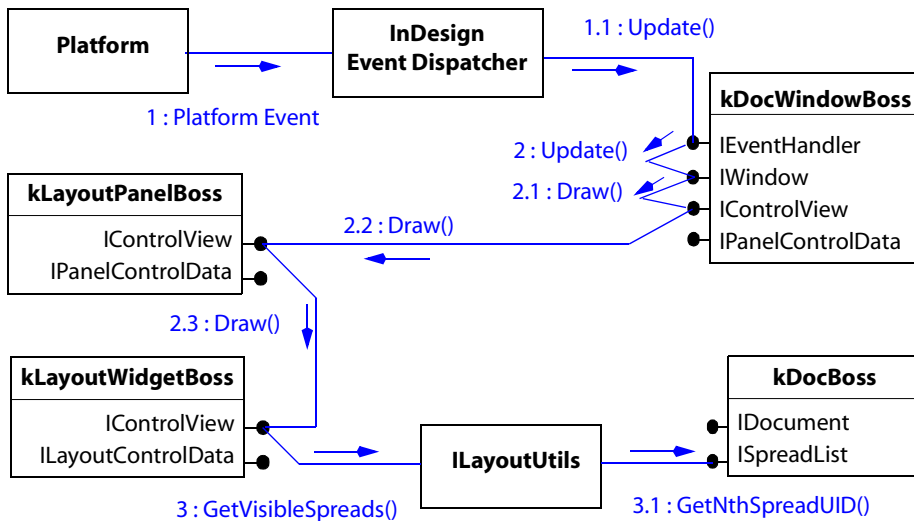 Platform
InDesign
Event Dispatcher
1.1 : Update()
1 : Platform Event
kDocWindowBoss
IEventHandler
IWindow
IControlView
IPanelControlData
2 : Update()
2.1 : Draw()
2.2 : Draw()
kLayoutPanelBoss
IControlView
IPanelControlData
2.3 : Draw()
kLayoutWidgetBoss
IControlView
ILayoutControlData
ILayoutUtils
kDocBoss
IDocument
ISpreadList
3 : GetVisibleSpreads()
3.1 : GetNthSpreadUID()